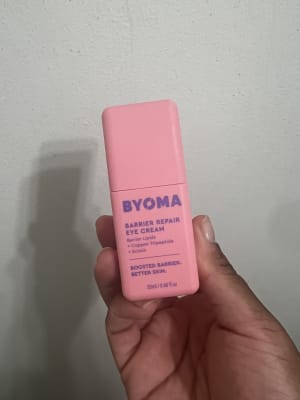 BYOMA
BARRIER REPAIR
EYE CREAM
Barrier Lipids
+ Copper Tripeptide
+ Ectoin
BOOSTED BARRIER.
BETTER SKIN.